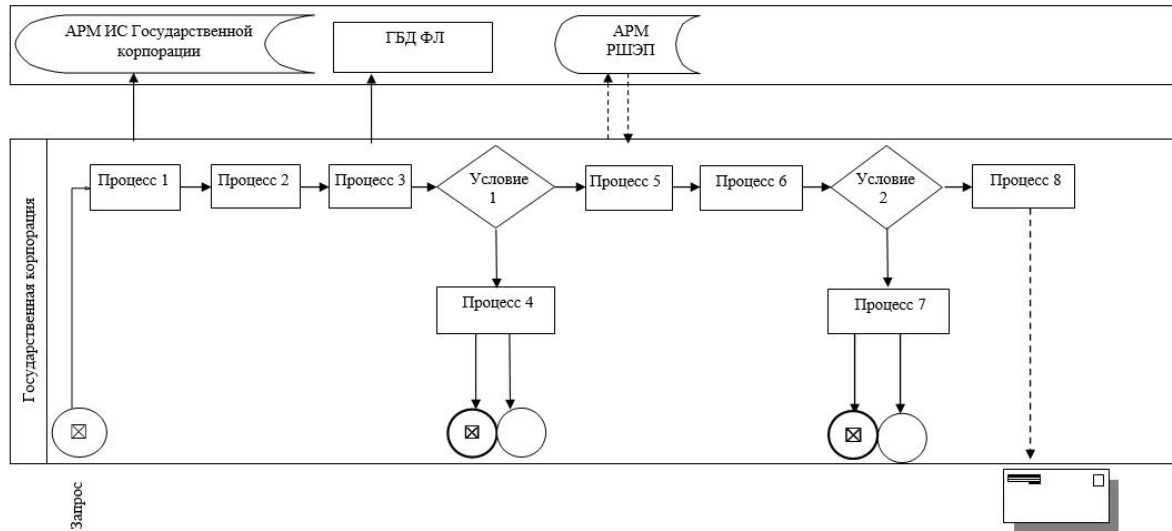 АРМ ИС Государственной
корпорации
ГБД ФЛ
АРМ
РШЭП
Государственная корпорация
Процесс 1
Процесс 2
Процесс 3
Условие
1
Процесс 5
Процесс 6
Условие
2
Процесс 8
Процесс 4
Процесс 7
Запрос